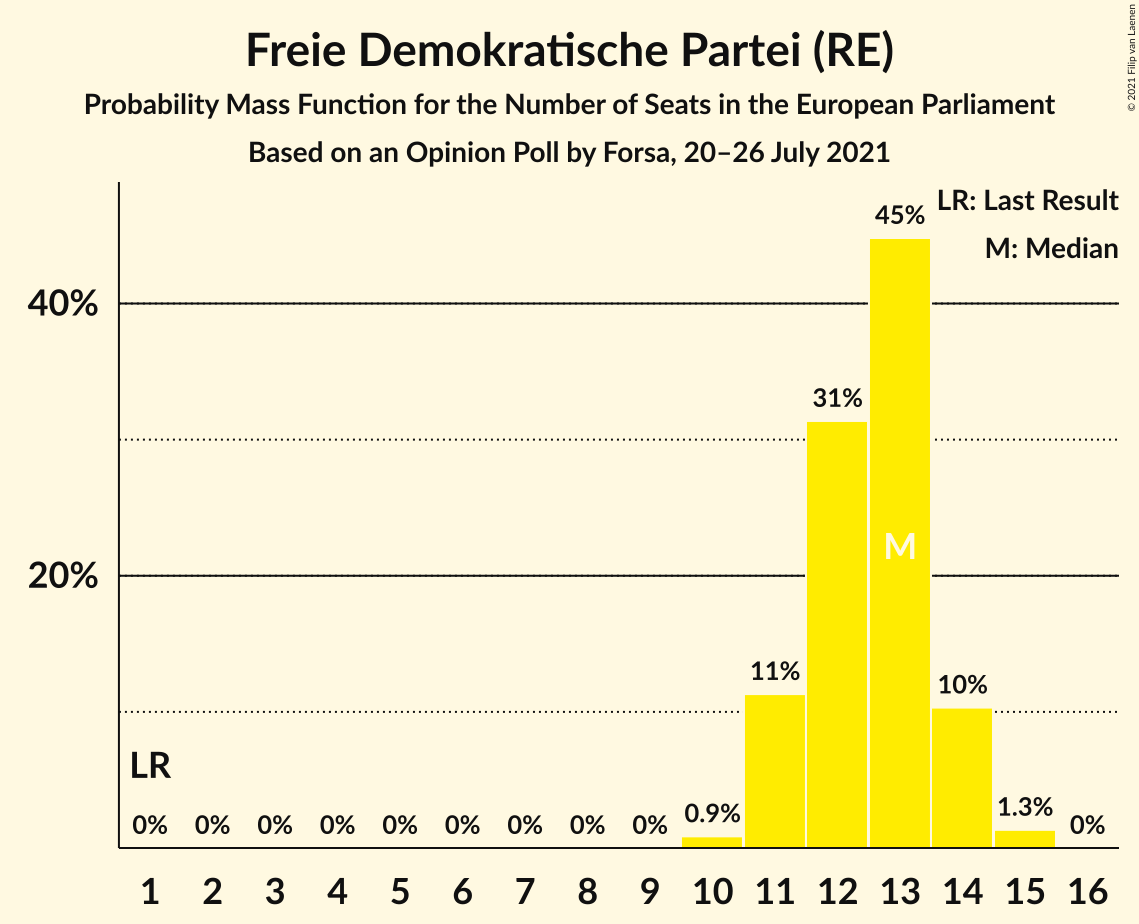 Freie Demokratische Partei (RE)
Probability Mass Function for the Number of Seats in the European Parliament
Based on an Opinion Poll by Forsa, 20–26 July 2021
© 2021 Filip van Laenen
LR: Last Result
M: Median
45%
40%
31%
M
20%
11%
10%
LR
0% 0% 0% 0% 0% 0% 0% 0% 0% 0.9% 1.3% 0%
1 2 3 4 5 6 7 8 9 10 11 12 13 14 15 16